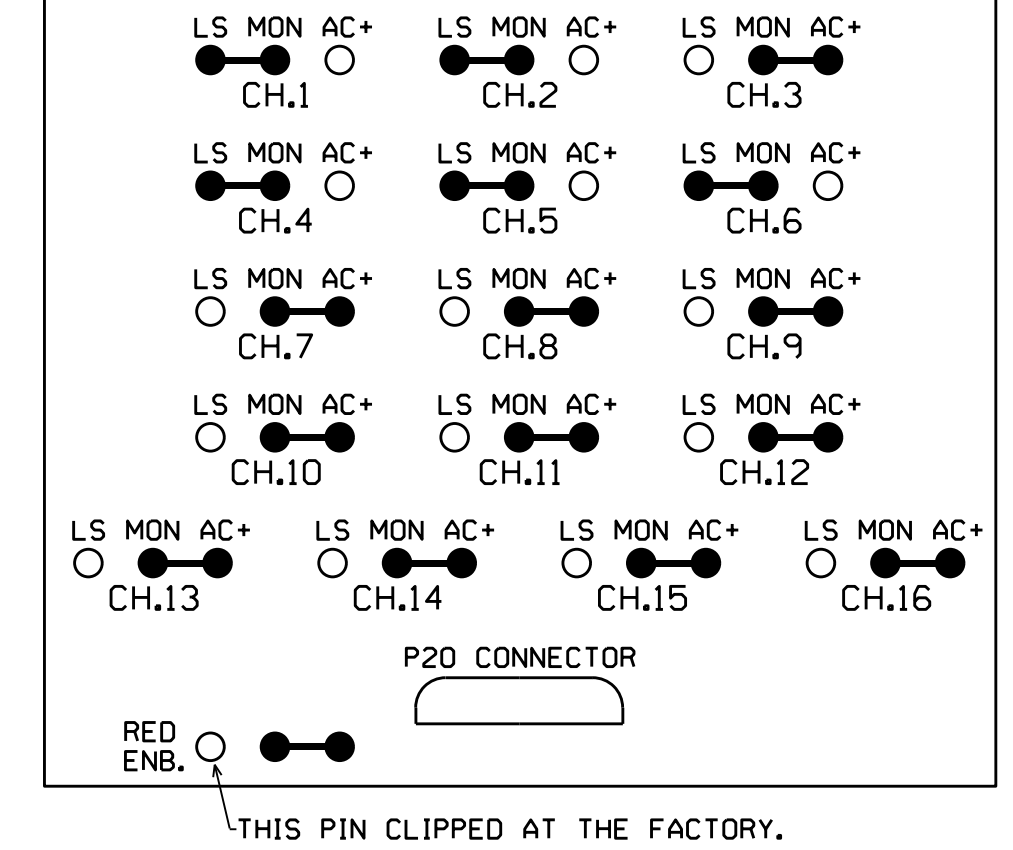 LS MON AC+ LS MON AC+ LS MON AC+
CH.1 CH.2 CH.3
LS MON AC+ LS MON AC+ LS MON AC+
CH.4 CH.5 CH.6
LS MON AC+ LS MON AC+ LS MON AC+
CH.7 CH.8 CH.9
LS MON AC+ LS MON AC+ LS MON AC+
CH.10 CH.11 CH.12
LS MON AC+ LS MON AC+ LS MON AC+ LS MON AC+
CH.13 CH.14 CH.15 CH.16
P20 CONNECTOR
RED
ENB.
THIS PIN CLIPPED AT THE FACTORY.